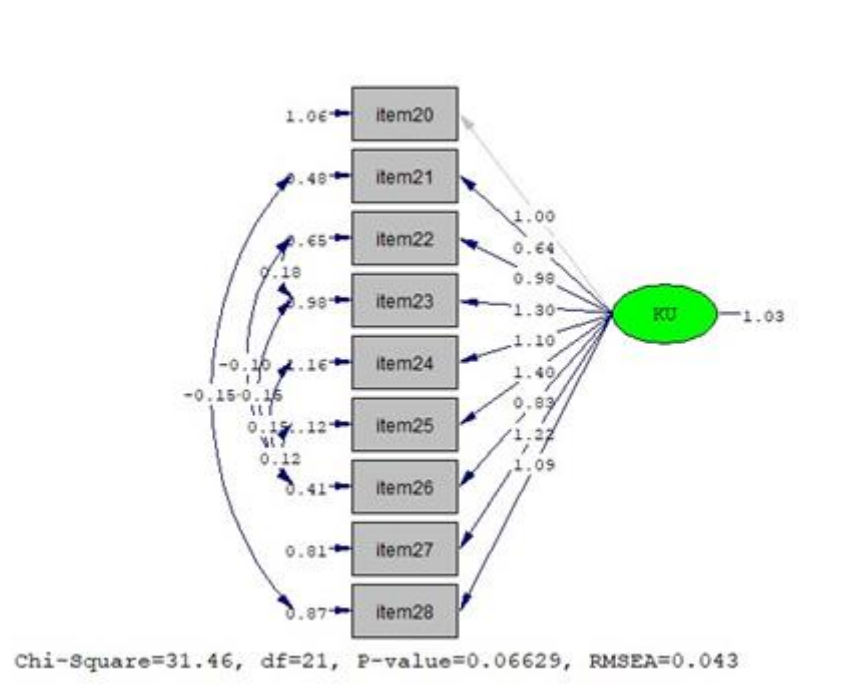 1.06 item20
0.48 item21
1.00
0.65 item22
0.64
0.18
0.98
0.98 item23
1.30
KU
1.03
1.10
-0.10
1.16 item24
1.40
-0.15
0.83
0.15
item25
1.22
0.12
1.09
0.41 item26
0.81 item27
0.87 item28
Chi-Square=31.46, df=21, P-value=0.06629, RMSEA=0.043